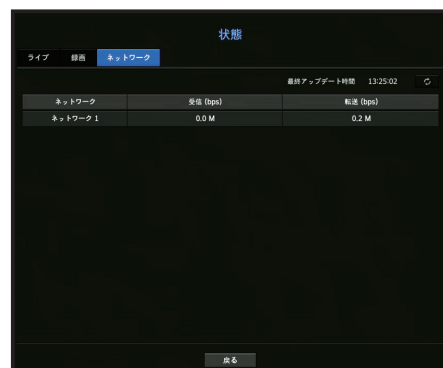 状態
ライブ 録画 ネットワーク
最終アップデート時間 13:25:02
ネットワーク 受信 (bps) 転送 (bps)
ネットワーク 1 0.0 M 0.2 M
戻る